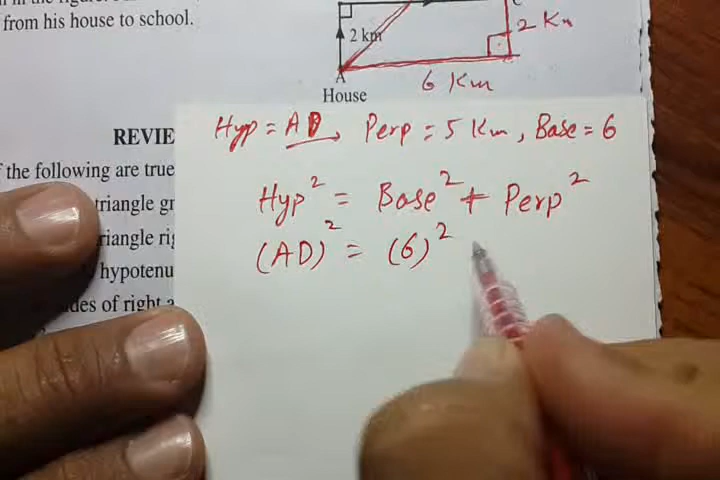 from his house to school.
2 km
2 Km
A
6 Km
House
REVIE
Hyp = AD, Perp = 5 Km, Base = 6
f the following are true
triangle gr
Hyp² = Base² + Perp²
riangle rig
(AD)² = (6)²
hypotenu
des of right a